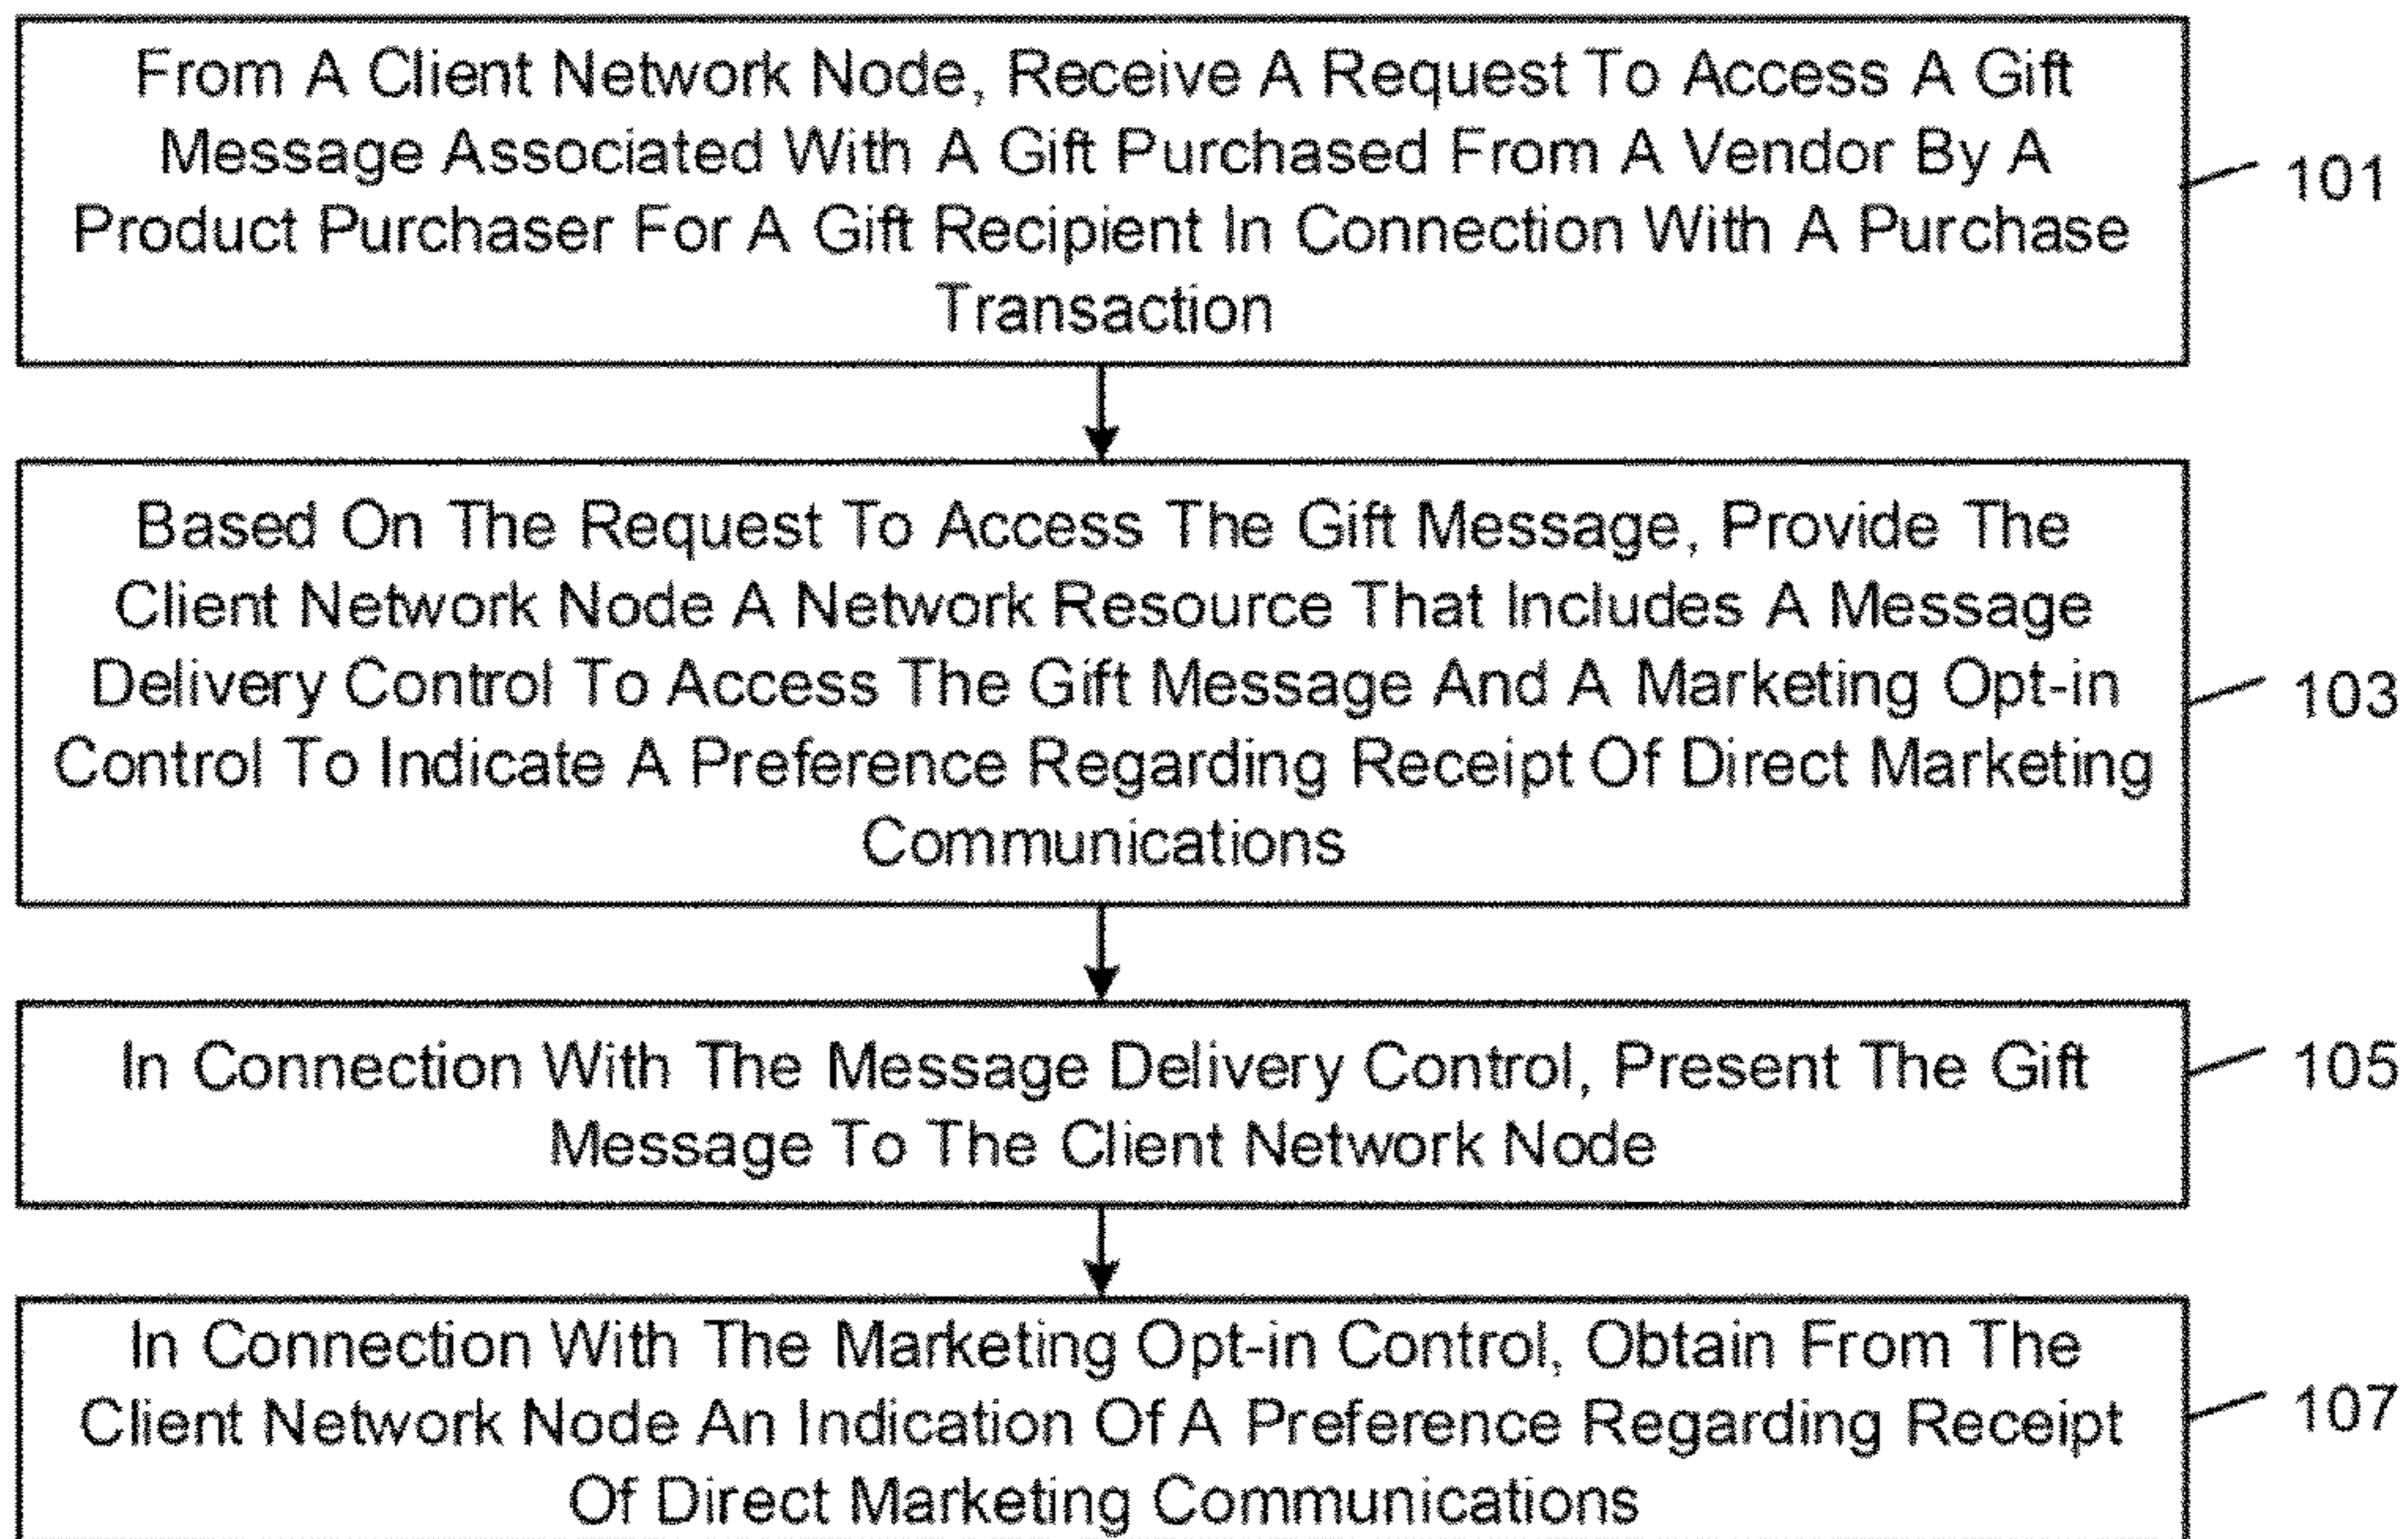 From A Client Network Node, Receive A Request To Access A Gift
Message Associated With A Gift Purchased From A Vendor By A
Product Purchaser For A Gift Recipient In Connection With A Purchase
Transaction
101
Based On The Request To Access The Gift Message, Provide The
Client Network Node A Network Resource That Includes A Message
Delivery Control To Access The Gift Message And A Marketing Opt-in
Control To Indicate A Preference Regarding Receipt Of Direct Marketing
Communications
103
In Connection With The Message Delivery Control, Present The Gift
Message To The Client Network Node
105
In Connection With The Marketing Opt-in Control, Obtain From The
Client Network Node An Indication Of A Preference Regarding Receipt
Of Direct Marketing Communications
107